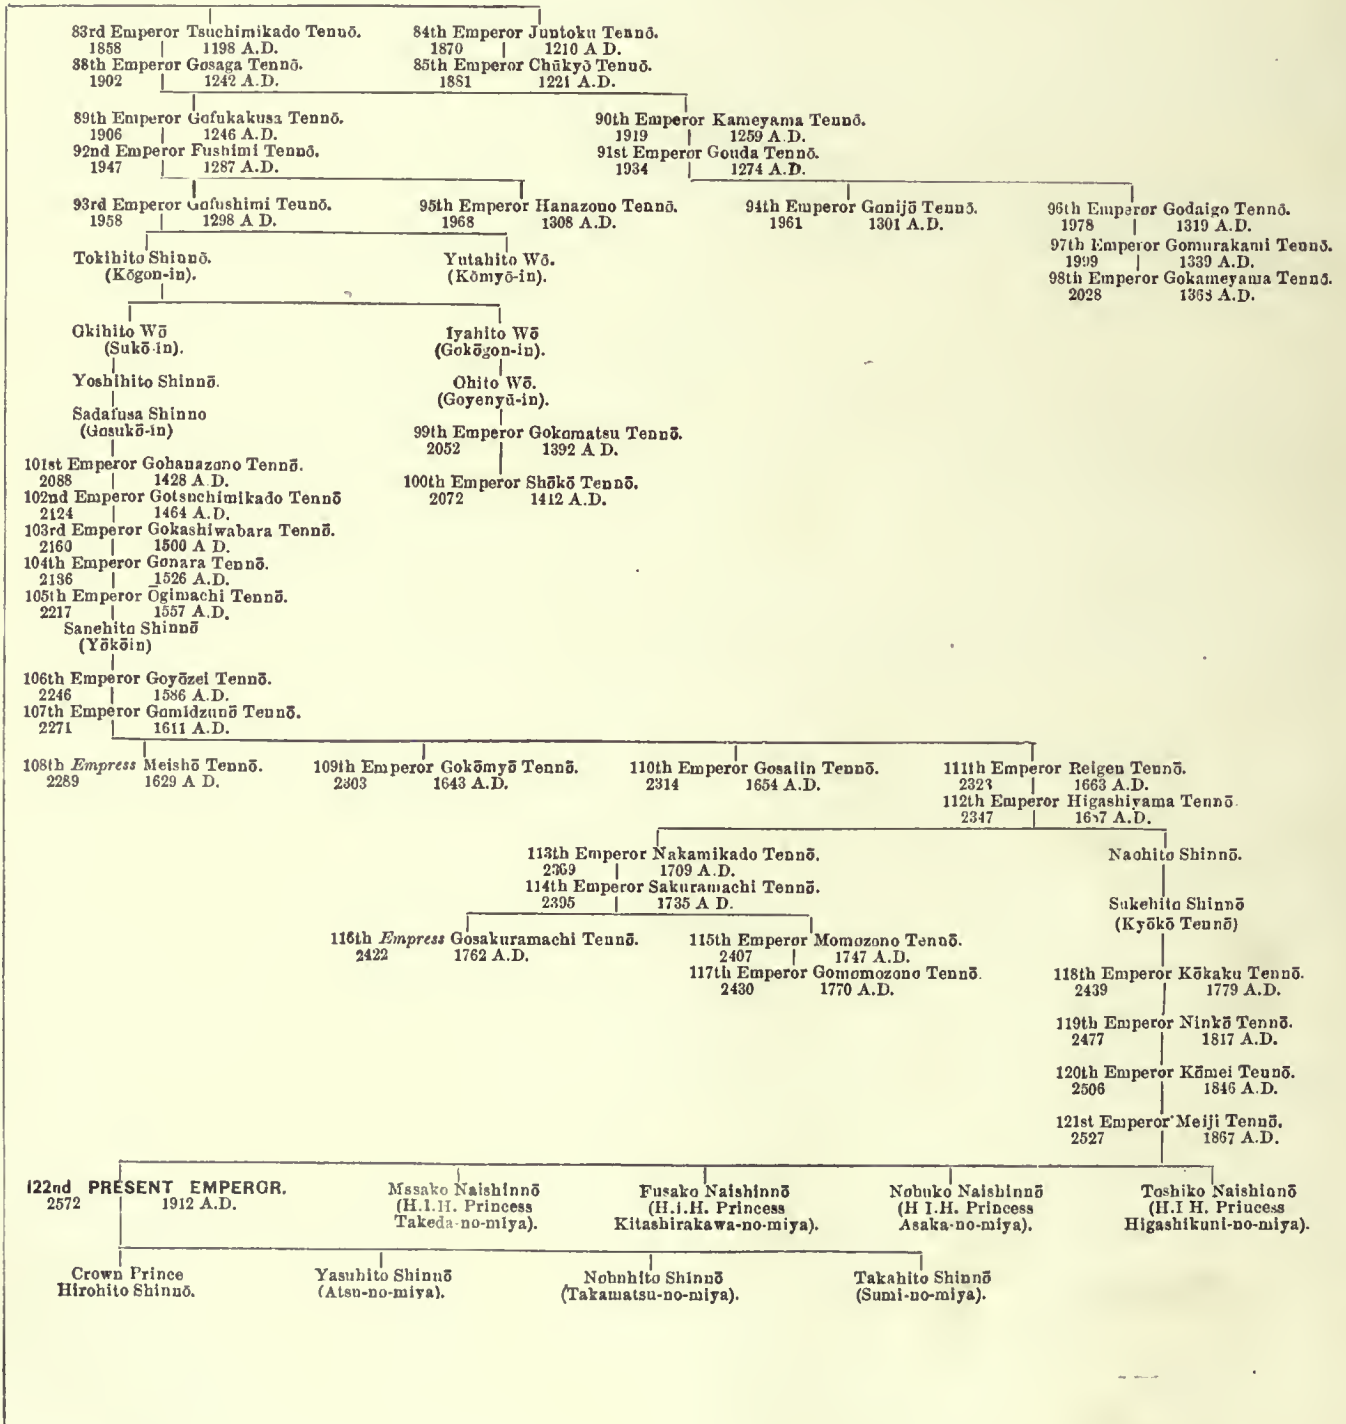 83rd Emperor Tsuchimikado Tennō. 84th Emperor Juntoku Tennō.
1858 1198 A.D. 1870 1210 A D.
88th Emperor Gosaga Tennō. 85th Emperor Chūkyō Tennō.
1902 1242 A.D. 1881 1221 A.D.
89th Emperor Gofukakusa Tennō. 90th Emperor Kameyama Tennō.
1906 1246 A.D. 1919 1259 A.D.
92nd Emperor Fushimi Tennō. 91st Emperor Gouda Tennō.
1947 1287 A.D. 1934 1274 A.D.
93rd Emperor Gofushimi Tennō. 95th Emperor Hanazono Tennō. 94th Emperor Gonijō Tennō. 96th Emperor Godaigo Tennō.
1958 1298 A.D. 1968 1308 A.D. 1961 1301 A.D. 1978 1319 A.D.
97th Emperor Gomurakami Tennō.
1999 1339 A.D.
98th Emperor Gokameyama Tennō.
2028 1368 A.D.
Tokihito Shinnō. Yutahito Wō.
(Kōgon-in). (Kōmyō-in).
Okihito Wō Iyahito Wō
(Sukō-in). (Gokōgon-in).
Yoshihito Shinnō. Ohito Wō.
(Goyenyū-in).
Sadafusa Shinno
(Gosukō-in)
99th Emperor Gokomatsu Tennō.
2052 1392 A D.
101st Emperor Gohanazono Tennō.
2088 1428 A.D.
100th Emperor Shōkō Tennō.
2072 1412 A.D.
102nd Emperor Gotsuchimikado Tennō
2124 1464 A.D.
103rd Emperor Gokashiwabara Tennō.
2160 1500 A D.
104th Emperor Gonara Tennō.
2136 1526 A.D.
105th Emperor Ōgimachi Tennō.
2217 1557 A.D.
Sanehito Shinnō
(Yōkōin)
106th Emperor Goyōzei Tennō.
2246 1586 A.D.
107th Emperor Gomidzunō Tennō.
2271 1611 A.D.
108th Empress Meishō Tennō. 109th Emperor Gokōmyō Tennō. 110th Emperor Gosaiin Tennō. 111th Emperor Reigen Tennō.
2289 1629 A D. 2303 1643 A.D. 2314 1654 A.D. 2323 1663 A.D.
112th Emperor Higashiyama Tennō.
2347 1687 A.D.
113th Emperor Nakamikado Tennō. Naohito Shinnō.
2369 1709 A.D.
114th Emperor Sakuramachi Tennō.
2395 1735 A D.
Sukehito Shinnō
(Kyōkō Tennō)
116th Empress Gosakuramachi Tennō. 115th Emperor Momozono Tennō.
2422 1762 A.D. 2407 1747 A.D.
117th Emperor Gomomozono Tennō.
2430 1770 A.D.
118th Emperor Kōkaku Tennō.
2439 1779 A.D.
119th Emperor Ninkō Tennō.
2477 1817 A.D.
120th Emperor Kōmei Tennō.
2506 1846 A.D.
121st Emperor Meiji Tennō.
2527 1867 A.D.
122nd PRESENT EMPEROR. Masako Naishinnō Fusako Naishinnō Nobuko Naishinnō Toshiko Naishinnō
2572 1912 A.D. (H.I.H. Princess (H.I.H. Princess (H I.H. Princess (H.I H. Princess
Takeda-no-miya). Kitashirakawa-no-miya). Asaka-no-miya). Higashikuni-no-miya).
Crown Prince Yasuhito Shinnō Nobuhito Shinnō Takahito Shinnō
Hirohito Shinnō. (Atsu-no-miya). (Takamatsu-no-miya). (Sumi-no-miya).